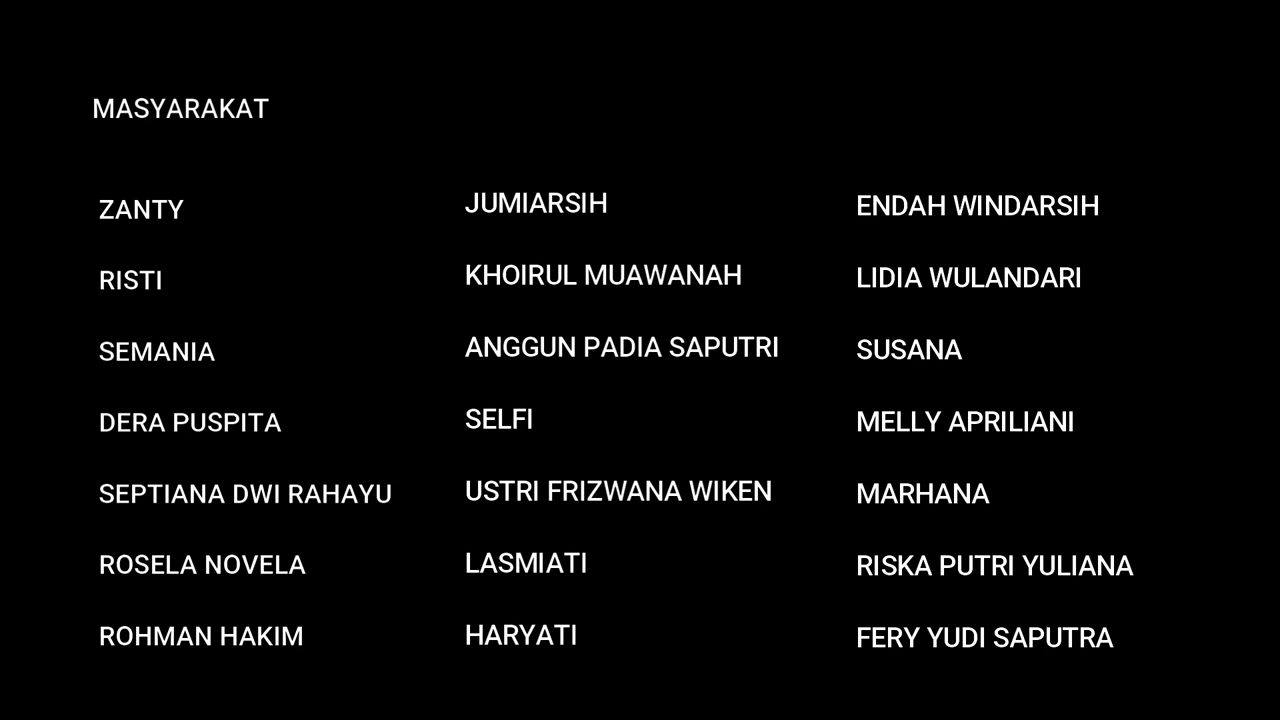 MASYARAKAT
ZANTY
RISTI
SEMANIA
DERA PUSPITA
SEPTIANA DWI RAHAYU
ROSELA NOVELA
ROHMAN HAKIM
JUMIARSIH
KHOIRUL MUAWANAH
ANGGUN PADIA SAPUTRI
SELFI
USTRI FRIZWANA WIKEN
LASMIATI
HARYATI
ENDAH WINDARSIH
LIDIA WULANDARI
SUSANA
MELLY APRILIANI
MARHANA
RISKA PUTRI YULIANA
FERY YUDI SAPUTRA